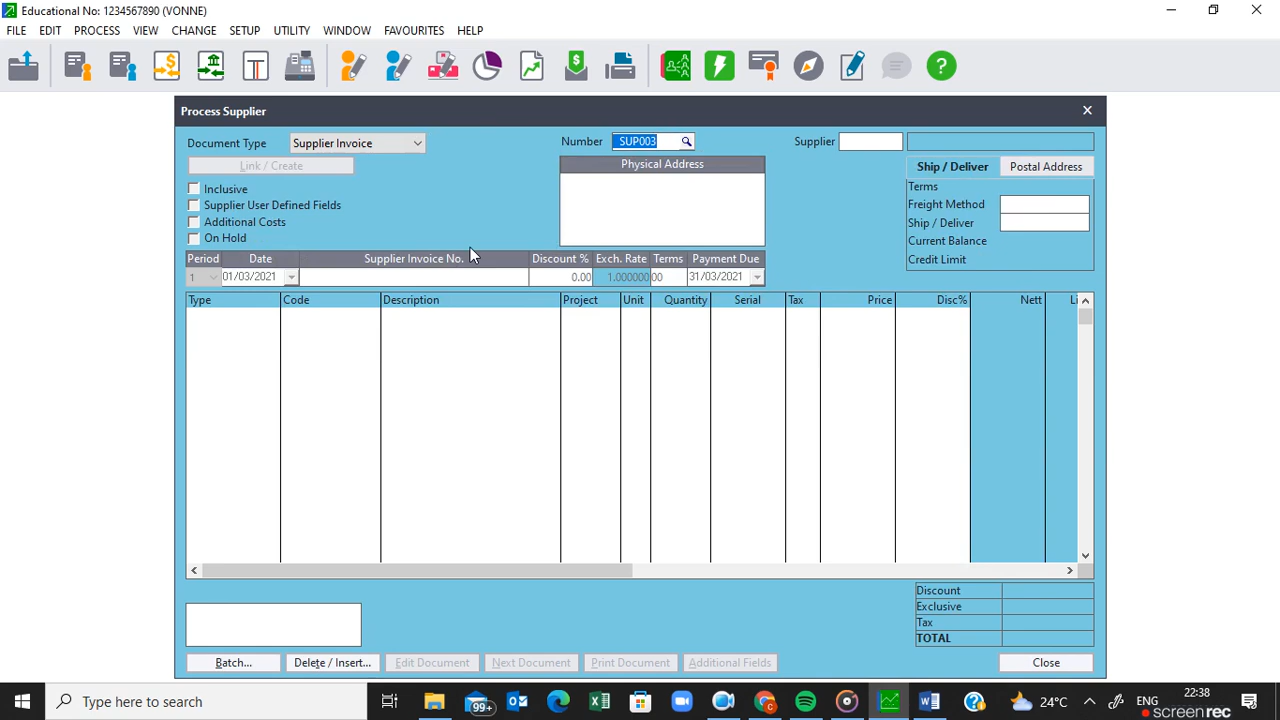 Educational No: 1234567890 (VONNE)
FILE EDIT PROCESS VIEW CHANGE SETUP UTILITY WINDOW FAVOURITES HELP
Process Supplier
Document Type Supplier Invoice Number SUP003 Supplier
Link / Create Physical Address Ship / Deliver Postal Address
Inclusive
Supplier User Defined Fields
Additional Costs
On Hold
Terms
Freight Method
Ship / Deliver
Current Balance
Credit Limit
Period Date Supplier Invoice No. Discount % Exch. Rate Terms Payment Due
1 01/03/2021 0.00 1.000000 00 31/03/2021
Type Code Description Project Unit Quantity Serial Tax Price Disc% Nett Li
Discount
Exclusive
Tax
TOTAL
Batch... Delete / Insert... Edit Document Next Document Print Document Additional Fields Close
Type here to search 99+ 24°C ENG 22:38
screenrec